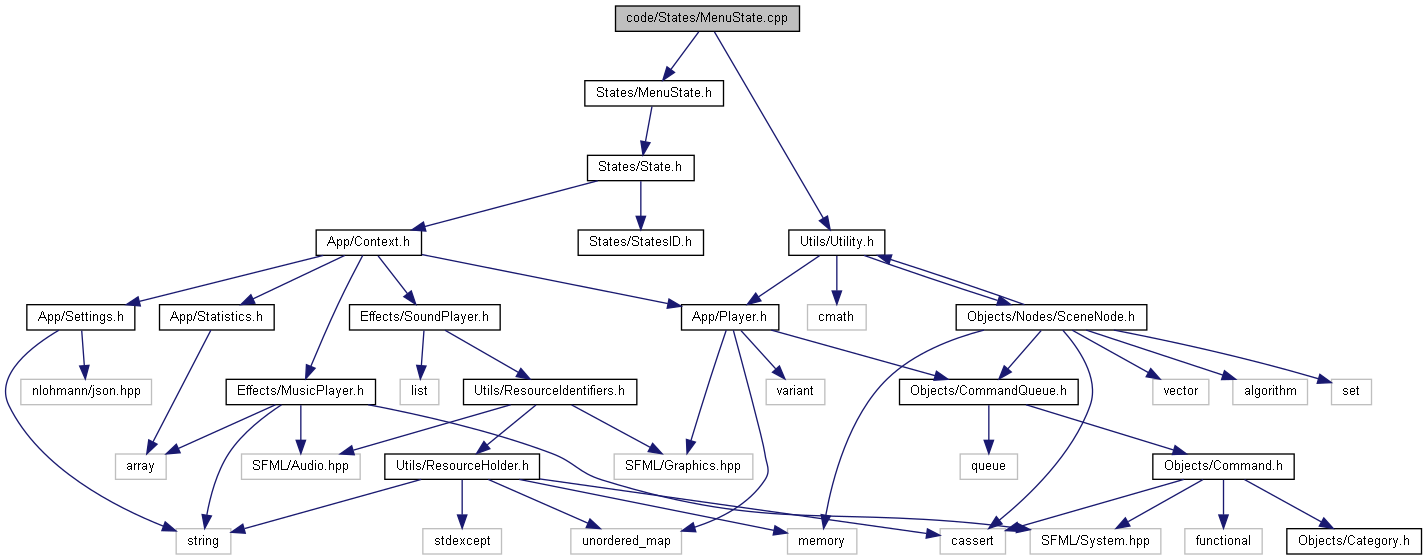 code/States/MenuState.cpp
States/MenuState.h
States/State.h
App/Context.h
States/StatesID.h
Utils/Utility.h
App/Settings.h
App/Statistics.h
Effects/SoundPlayer.h
App/Player.h
cmath
Objects/Nodes/SceneNode.h
nlohmann/json.hpp
Effects/MusicPlayer.h
list
Utils/ResourceIdentifiers.h
variant
Objects/CommandQueue.h
vector
algorithm
set
array
SFML/Audio.hpp
Utils/ResourceHolder.h
SFML/Graphics.hpp
queue
Objects/Command.h
string
stdexcept
unordered_map
memory
cassert
SFML/System.hpp
functional
Objects/Category.h